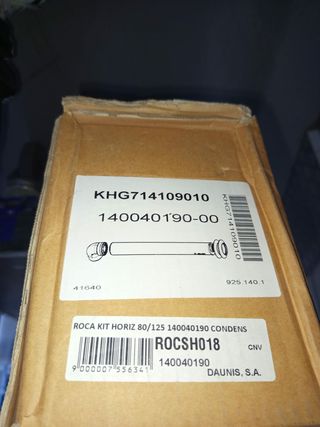 KHG714109010
140040190-00
KHG714109010
41640
925.140.1
ROCA KIT HORIZ 80/125 140040190 CONDENS
ROCSH018
CNV
9000007556341
140040190
DAUNIS, S.A.